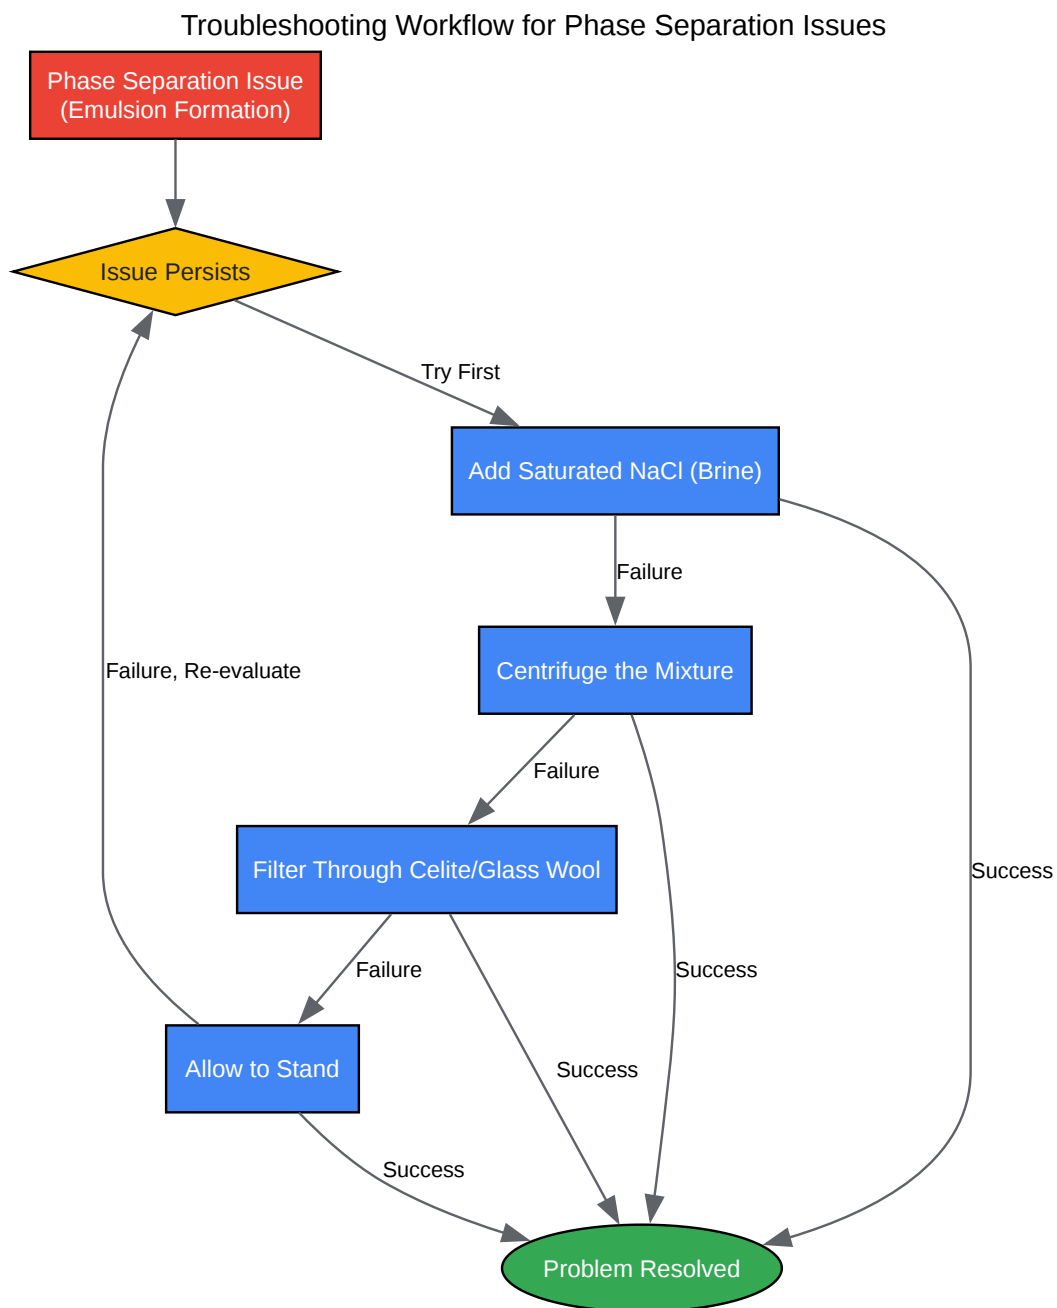 Troubleshooting Workflow for Phase Separation Issues
Phase Separation Issue
(Emulsion Formation)
Issue Persists
Try First
Add Saturated NaCl (Brine)
Failure
Centrifuge the Mixture
Failure, Re-evaluate
Failure
Filter Through Celite/Glass Wool
Success
Failure
Success
Allow to Stand
Success
Success
Problem Resolved